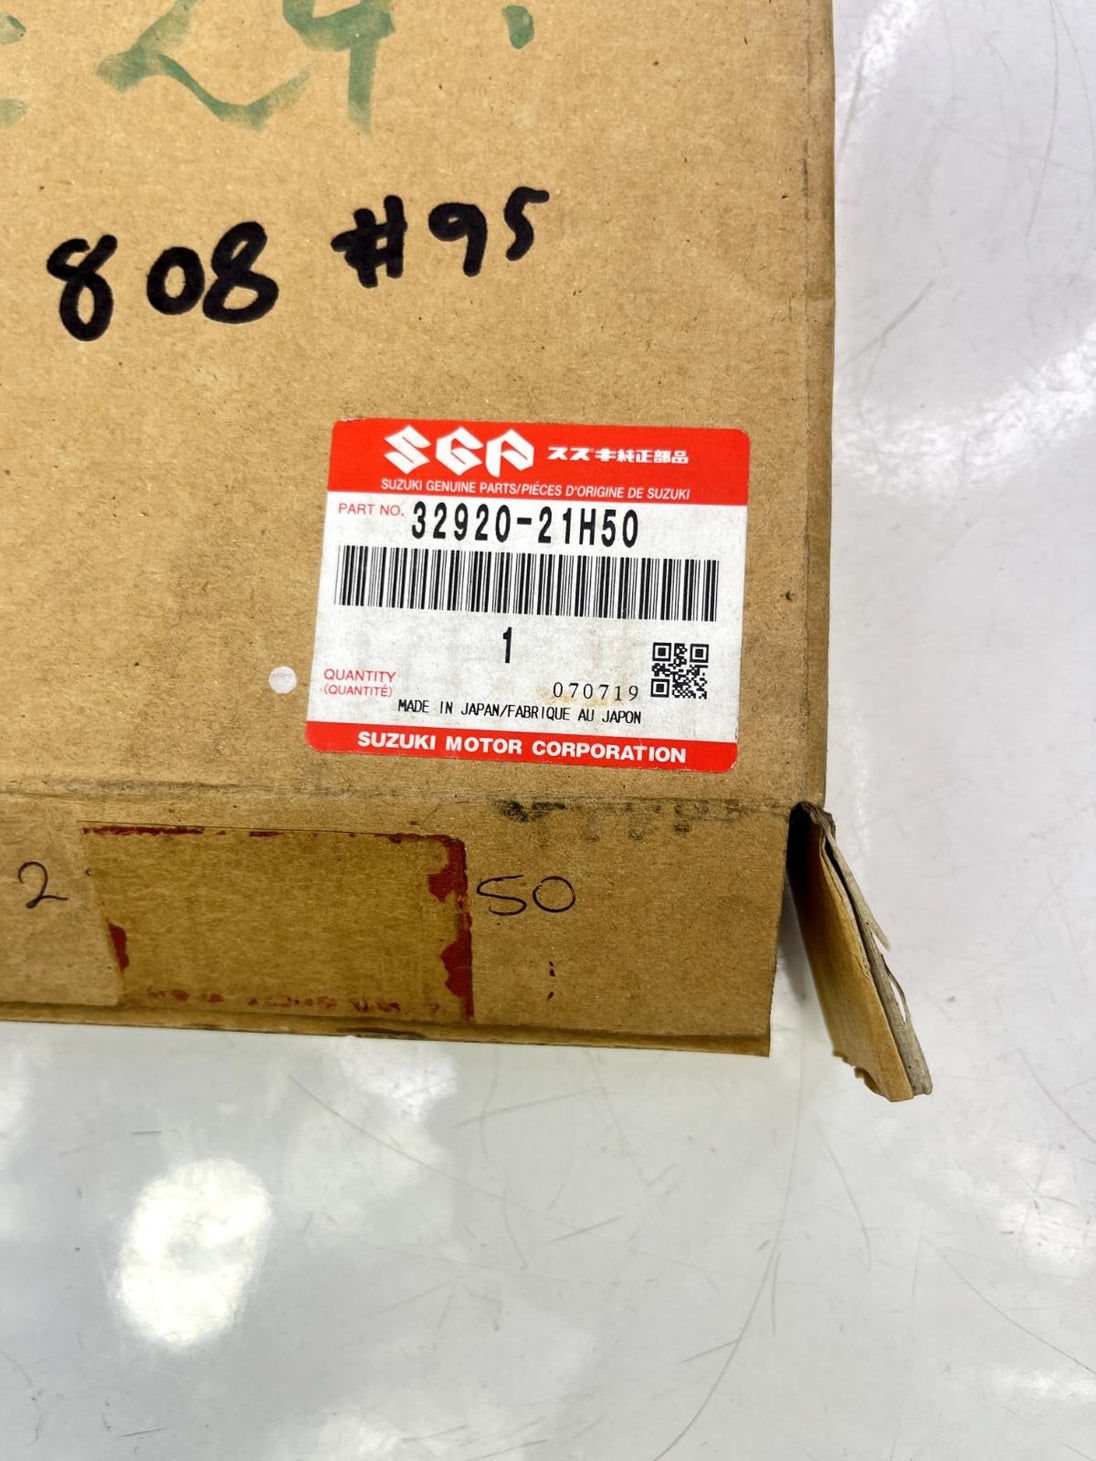 24
808 #95
SGP スズキ純正部品
SUZUKI GENUINE PARTS/PIÈCES D'ORIGINE DE SUZUKI
PART NO. 32920-21H50
1
QUANTITY
(QUANTITÉ)
070719
MADE IN JAPAN/FABRIQUE AU JAPON
SUZUKI MOTOR CORPORATION
2 50